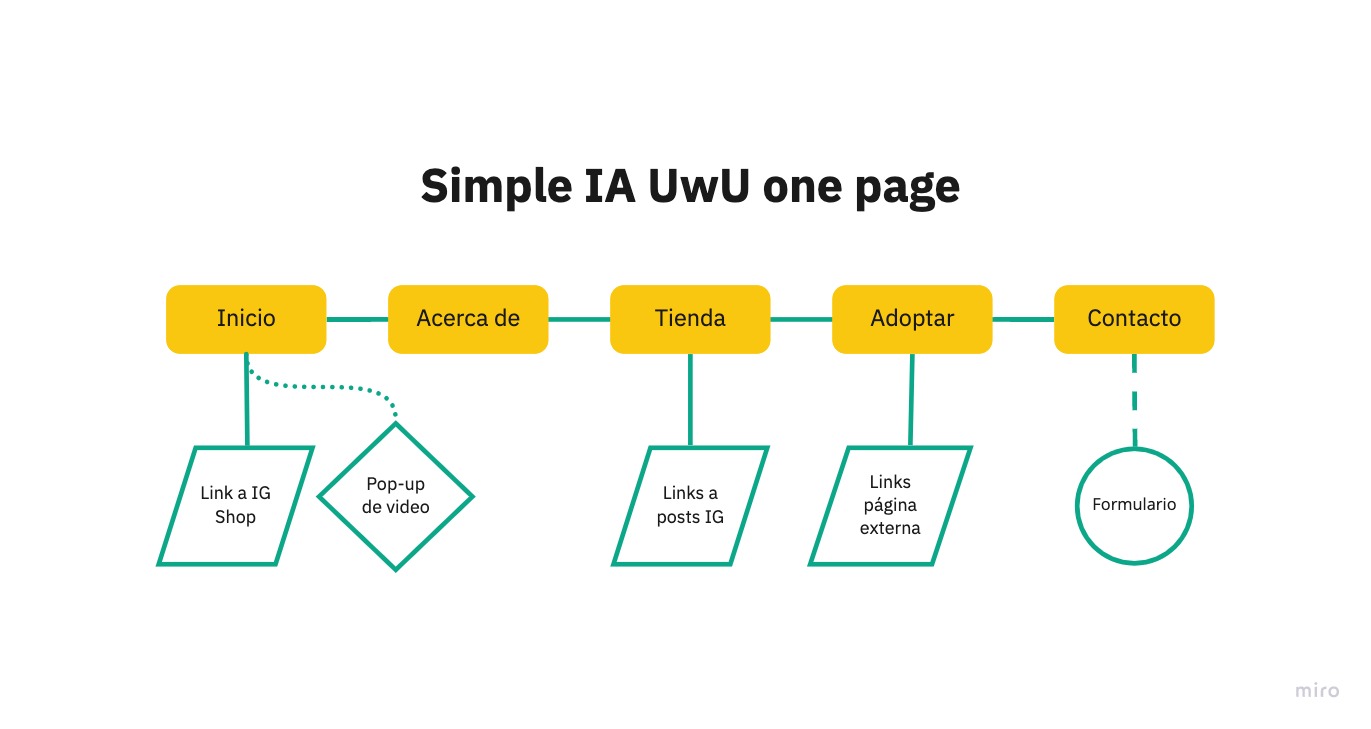 Simple IA UwU one page
Inicio
Acerca de
Tienda
Adoptar
Contacto
Link a IG
Shop
Pop-up
de video
Links a
posts IG
Links
página
externa
Formulario
miro